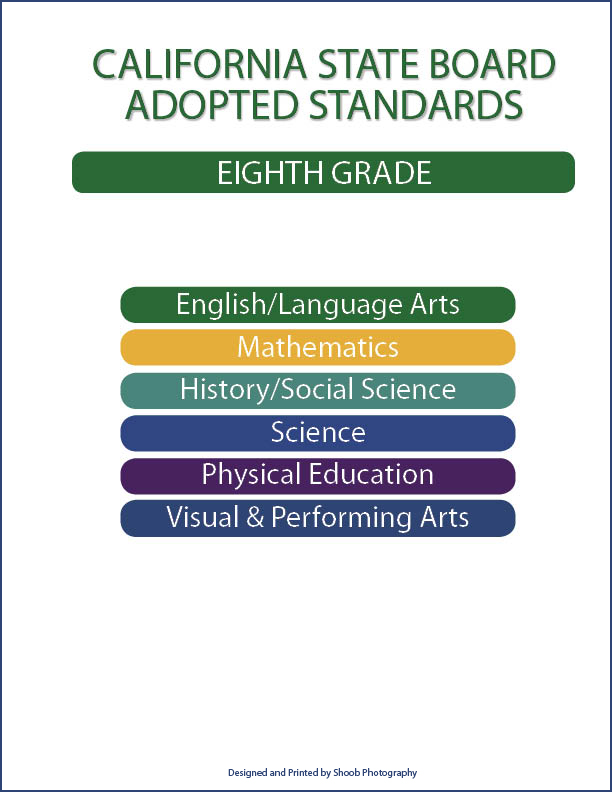 CALIFORNIA STATE BOARD
ADOPTED STANDARDS
EIGHTH GRADE
English/Language Arts
Mathematics
History/Social Science
Science
Physical Education
Visual & Performing Arts
Designed and Printed by Shoob Photography